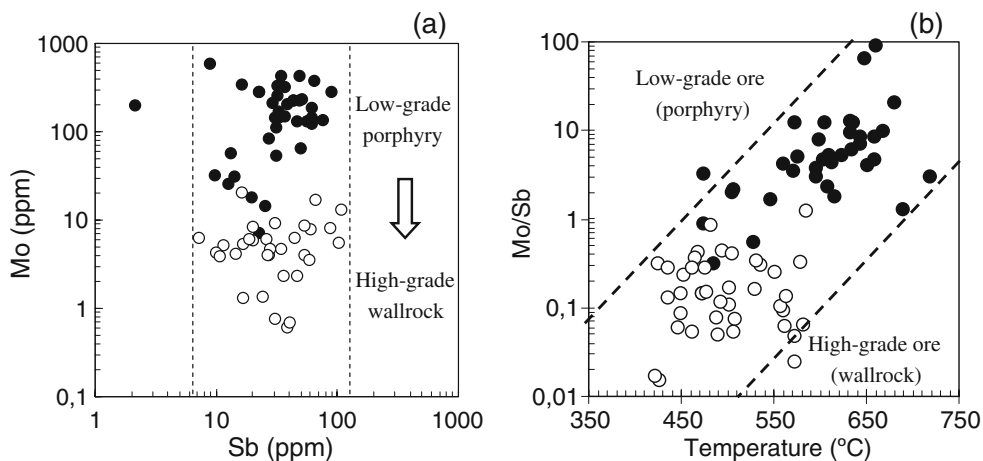 (a)
Mo (ppm)
1000
100
10
1
0,1
Low-grade
porphyry
High-grade
wallrock
1 10 100 1000
Sb (ppm)
(b)
Mo/Sb
100
10
1
0,1
0,01
Low-grade ore
(porphyry)
High-grade ore
(wallrock)
350 450 550 650 750
Temperature (ºC)